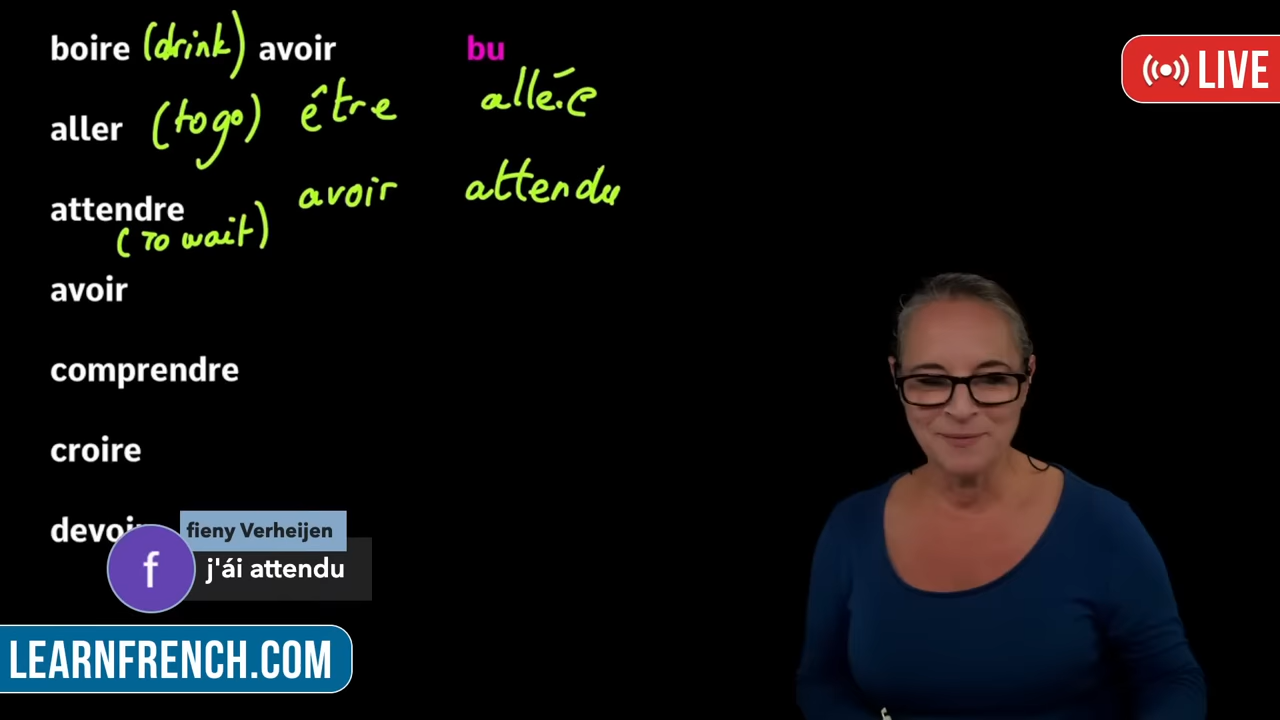 boire (drink) avoir bu
LIVE
aller (to go) être allé.e
attendre avoir attendu
(to wait)
avoir
comprendre
croire
devoi
fieny Verheijen
f j'ái attendu
LEARNFRENCH.COM